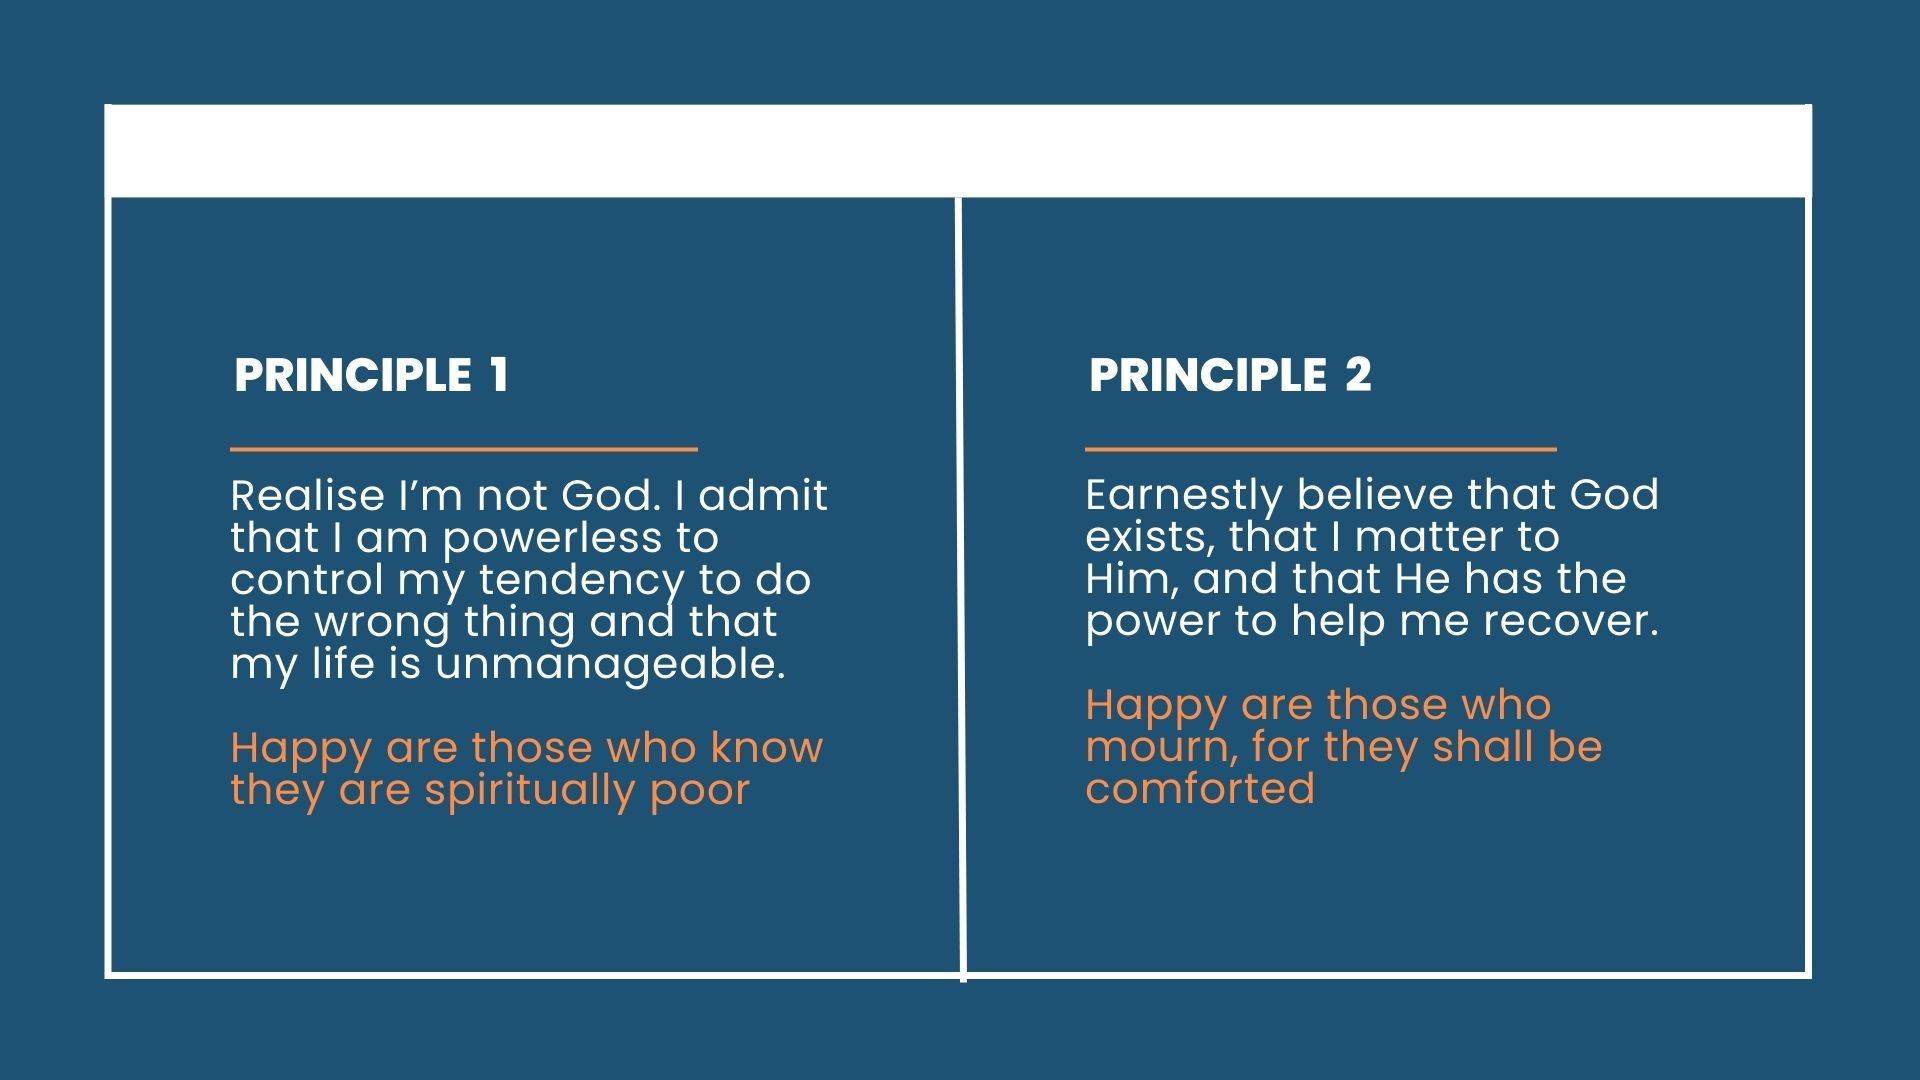 PRINCIPLE 1
Realise I’m not God. I admit
that I am powerless to
control my tendency to do
the wrong thing and that
my life is unmanageable.
Happy are those who know
they are spiritually poor
PRINCIPLE 2
Earnestly believe that God
exists, that I matter to
Him, and that He has the
power to help me recover.
Happy are those who
mourn, for they shall be
comforted